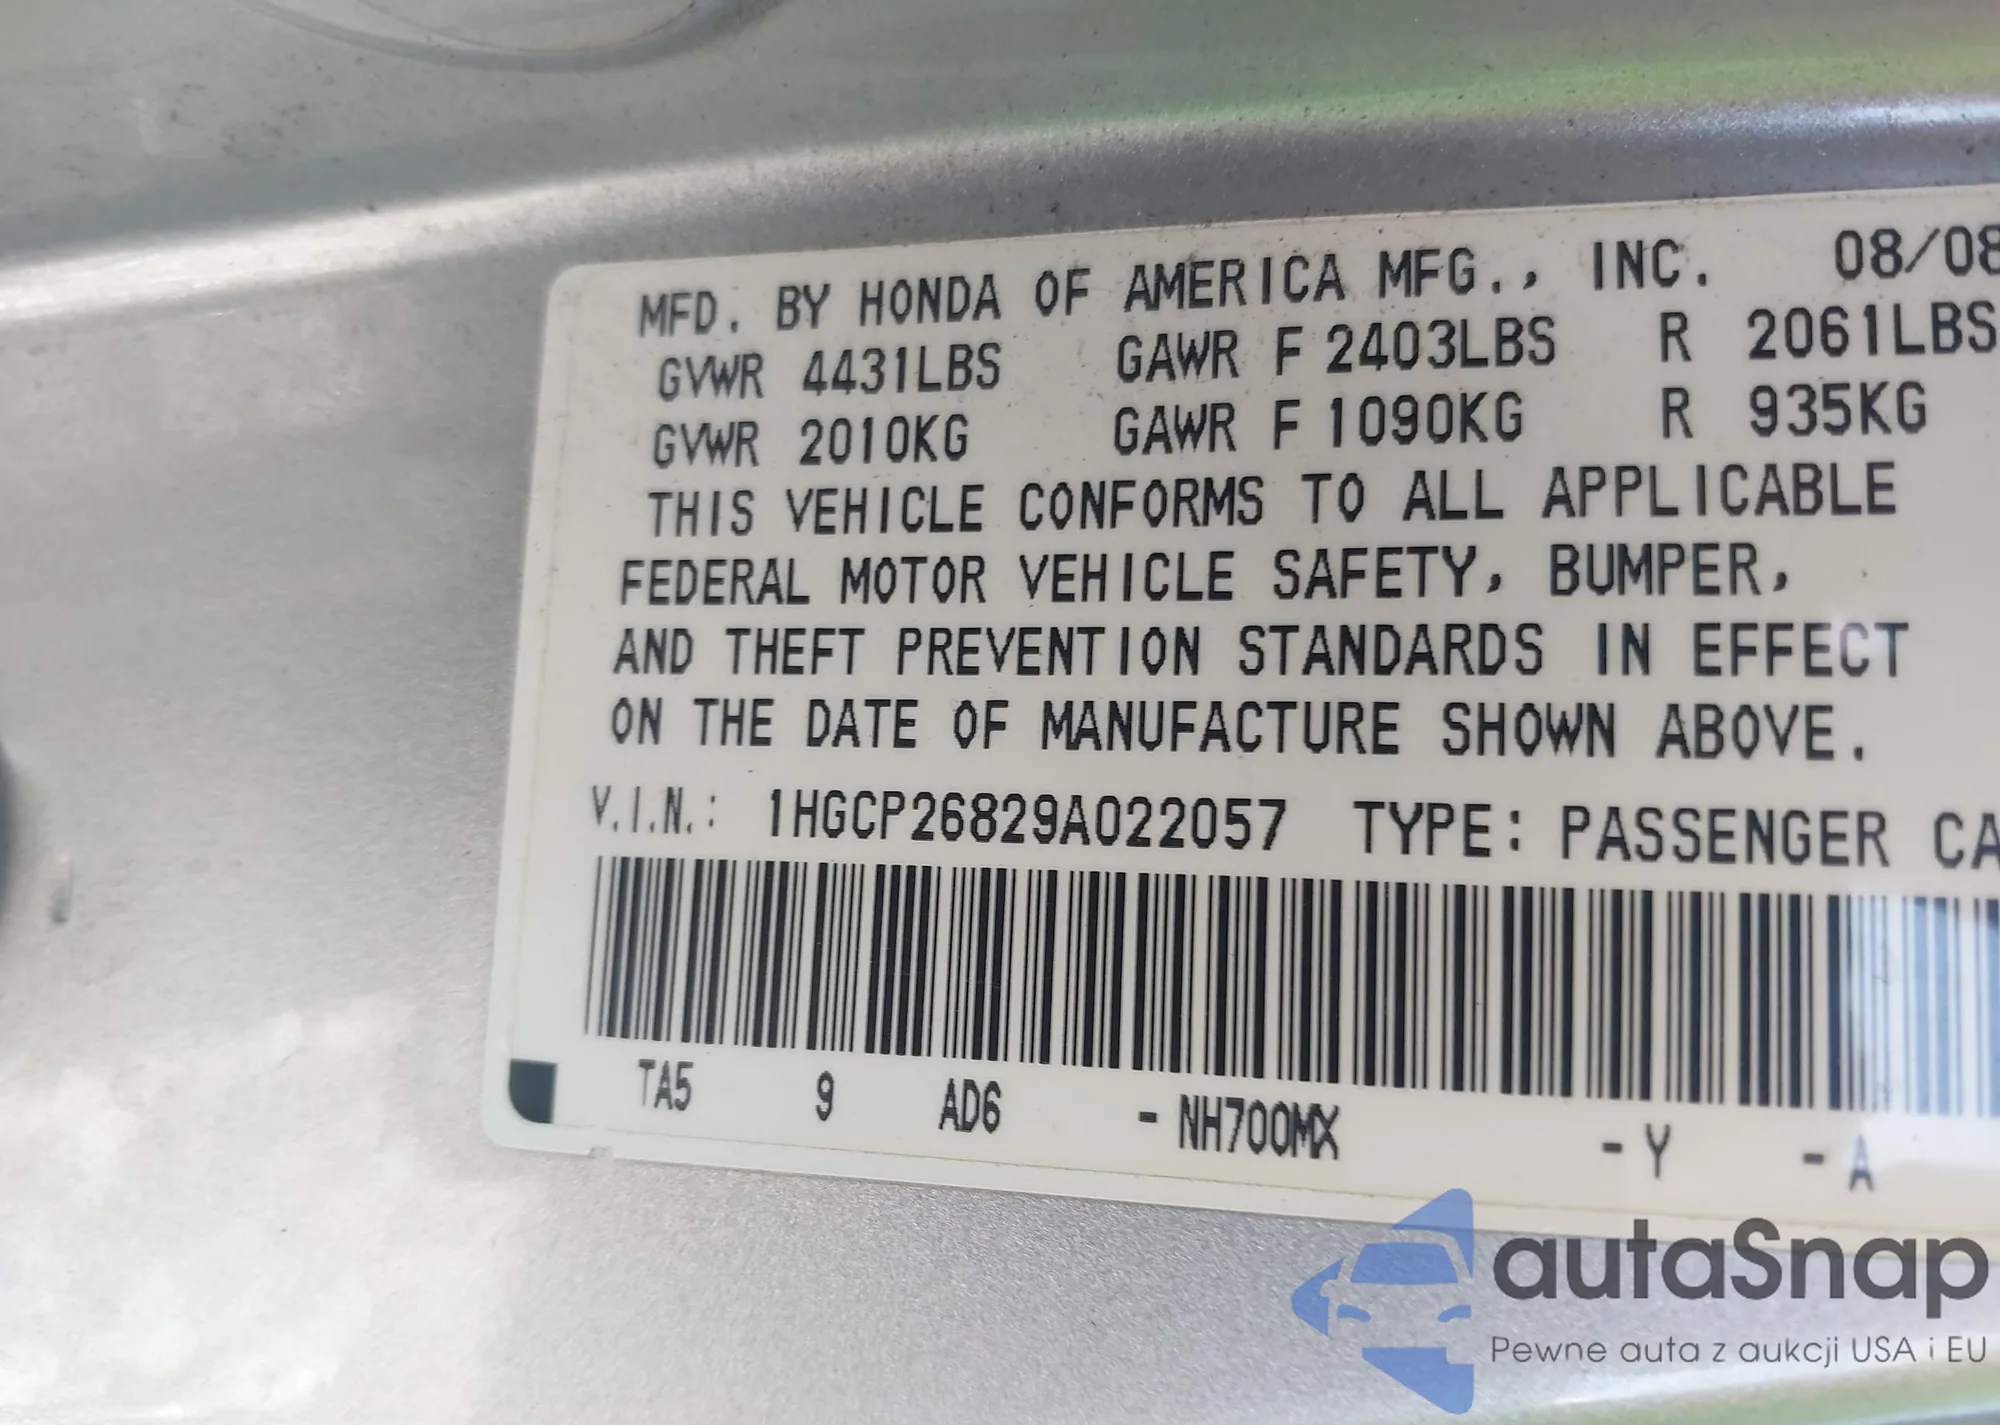 MFD. BY HONDA OF AMERICA MFG., INC. 08/08
GVWR 4431LBS GAWR F 2403LBS R 2061LBS
GVWR 2010KG GAWR F 1090KG R 935KG
THIS VEHICLE CONFORMS TO ALL APPLICABLE
FEDERAL MOTOR VEHICLE SAFETY, BUMPER,
AND THEFT PREVENTION STANDARDS IN EFFECT
ON THE DATE OF MANUFACTURE SHOWN ABOVE.
V.I.N.: 1HGCP26829A022057 TYPE: PASSENGER CA
TA5 9 AD6 - NH700MX - Y - A
autaSnap
Pewne auta z aukcji USA i EU